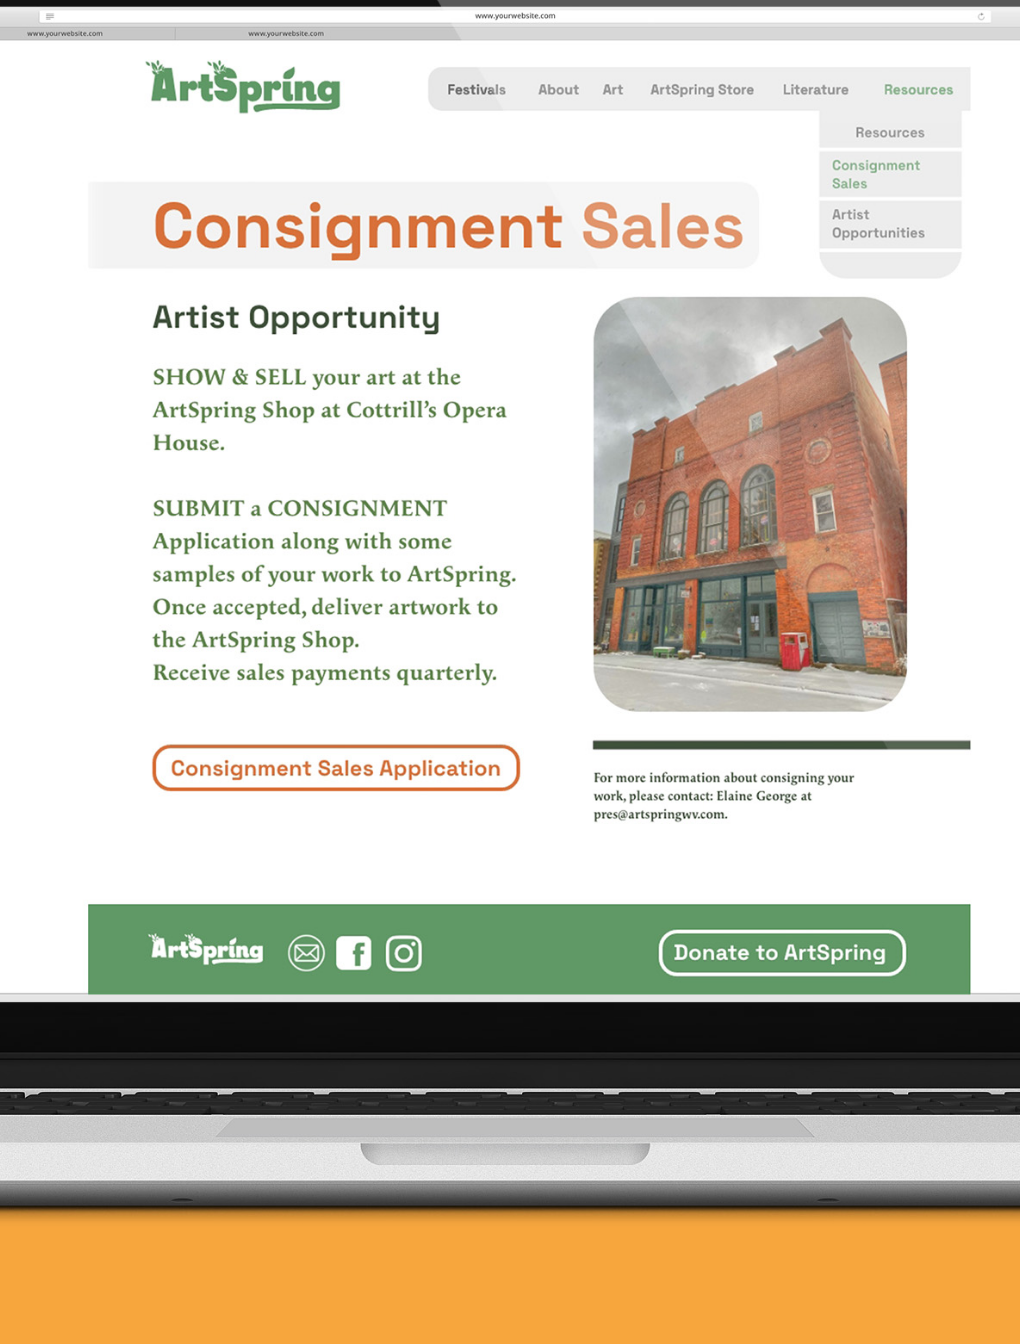 www.yourwebsite.com
www.yourwebsite.com
www.yourwebsite.com
ArtSpring
Festivals
About
Art
ArtSpring Store
Literature
Resources
Resources
Consignment
Sales
Artist
Opportunities
Consignment Sales
Artist Opportunity
SHOW & SELL your art at the
ArtSpring Shop at Cottrill’s Opera
House.
SUBMIT a CONSIGNMENT
Application along with some
samples of your work to ArtSpring.
Once accepted, deliver artwork to
the ArtSpring Shop.
Receive sales payments quarterly.
Consignment Sales Application
For more information about consigning your
work, please contact: Elaine George at
pres@artspringwv.com.
ArtSpring
Donate to ArtSpring